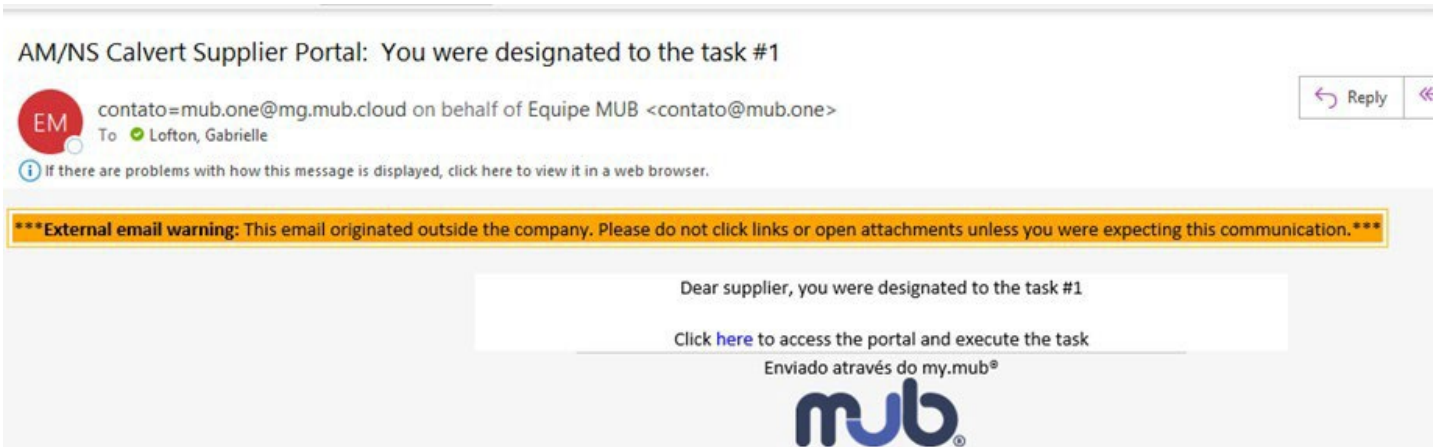 AM/NS Calvert Supplier Portal: You were designated to the task #1
EM
contato=mub.one@mg.mub.cloud on behalf of Equipe MUB <contato@mub.one>
To Lofton, Gabrielle
Reply
If there are problems with how this message is displayed, click here to view it in a web browser.
***External email warning: This email originated outside the company. Please do not click links or open attachments unless you were expecting this communication.***
Dear supplier, you were designated to the task #1
Click here to access the portal and execute the task
Enviado através do my.mub®
mub®